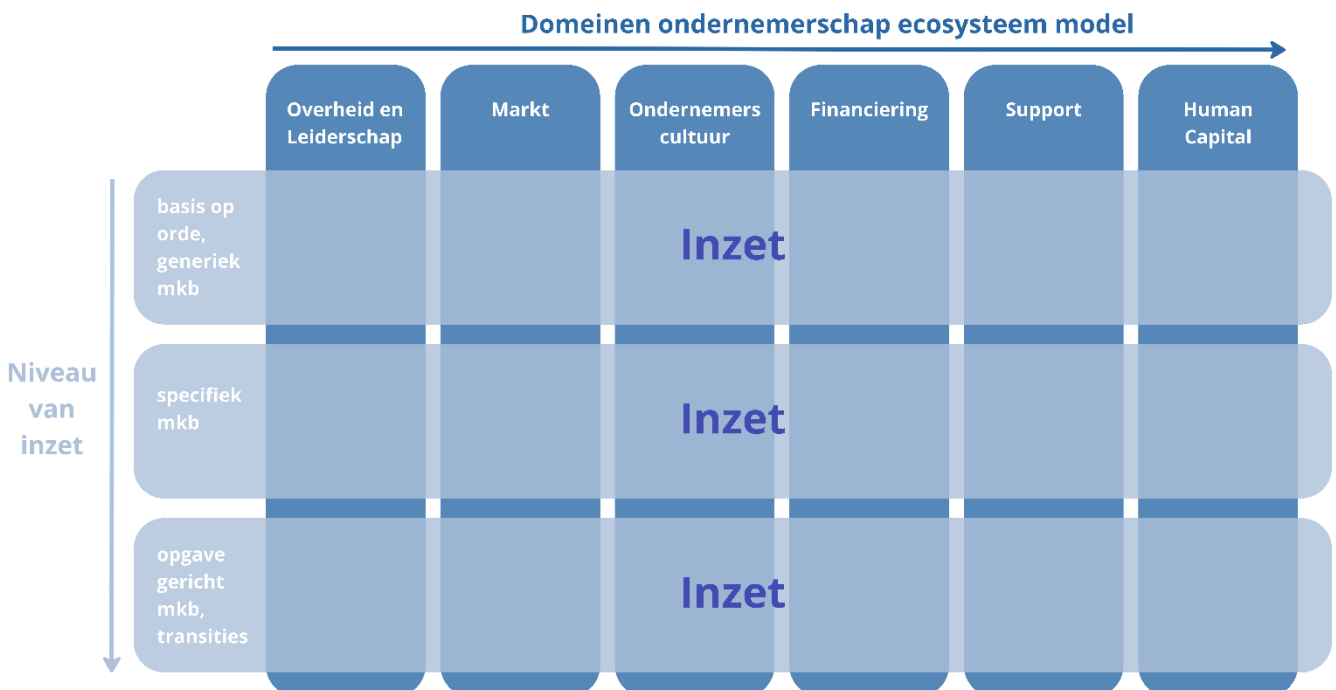 Domeinen ondernemerschap ecosysteem model
Overheid en
Leiderschap
Markt
Ondernemers
cultuur
Financiering
Support
Human
Capital
Niveau
van
inzet
basis op
orde,
generiek
mkb
Inzet
specifiek
mkb
Inzet
opgave
gericht
mkb,
transities
Inzet